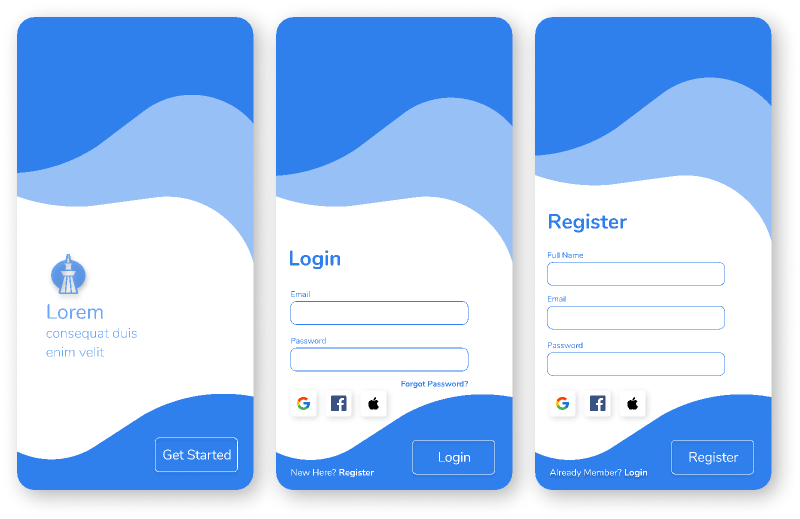 Lorem
consequat duis
enim velit
Get Started
Login
Email
Password
Forgot Password?
Login
New Here? Register
Register
Full Name
Email
Password
Already Member? Login
Register